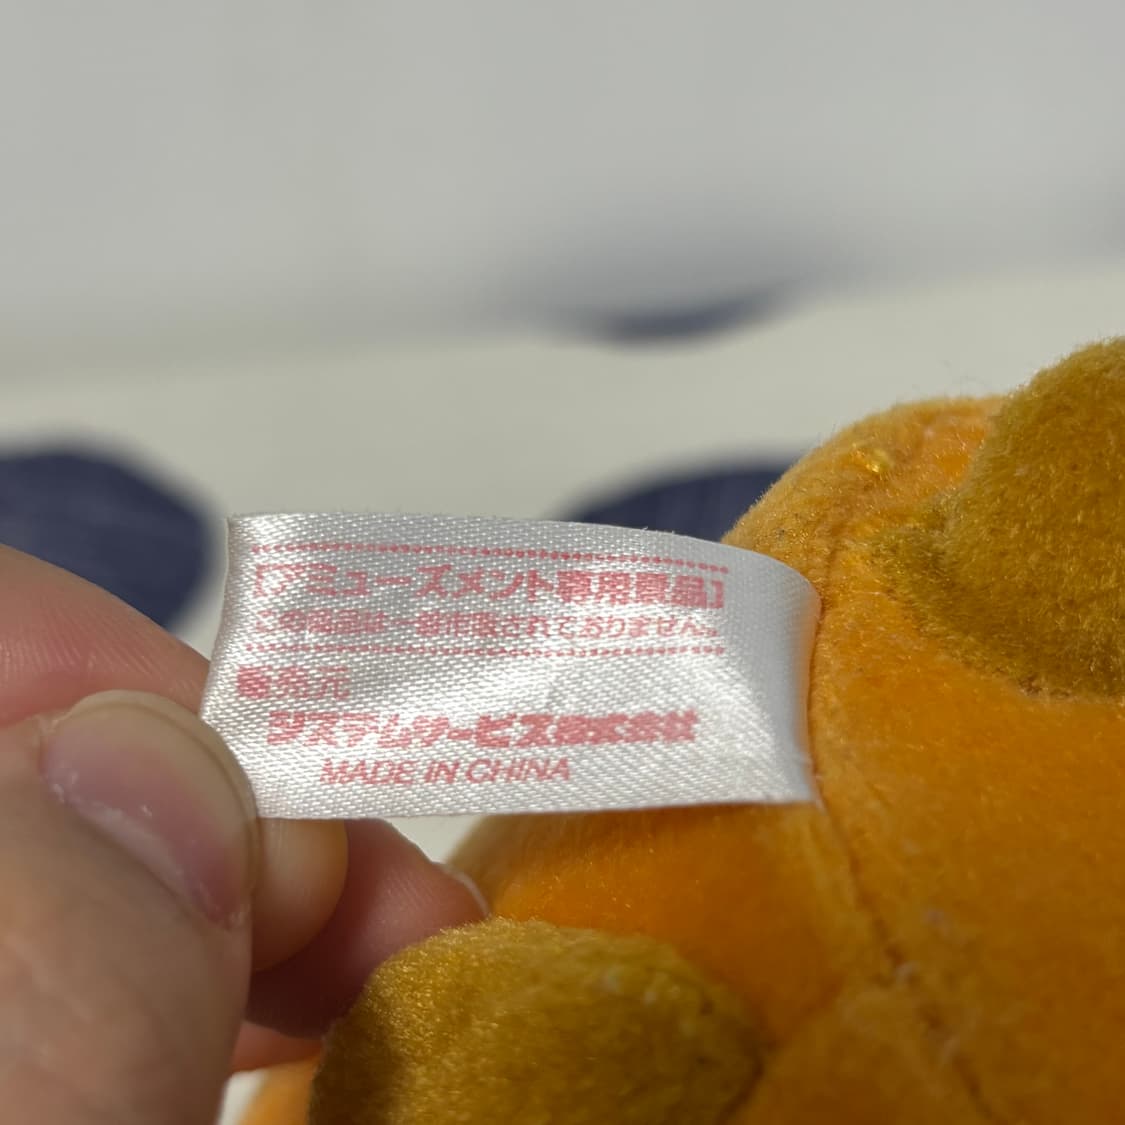 [アミューズメント専用景品]
この商品は一般市販されておりません。
発売元
システムサービス株式会社
MADE IN CHINA